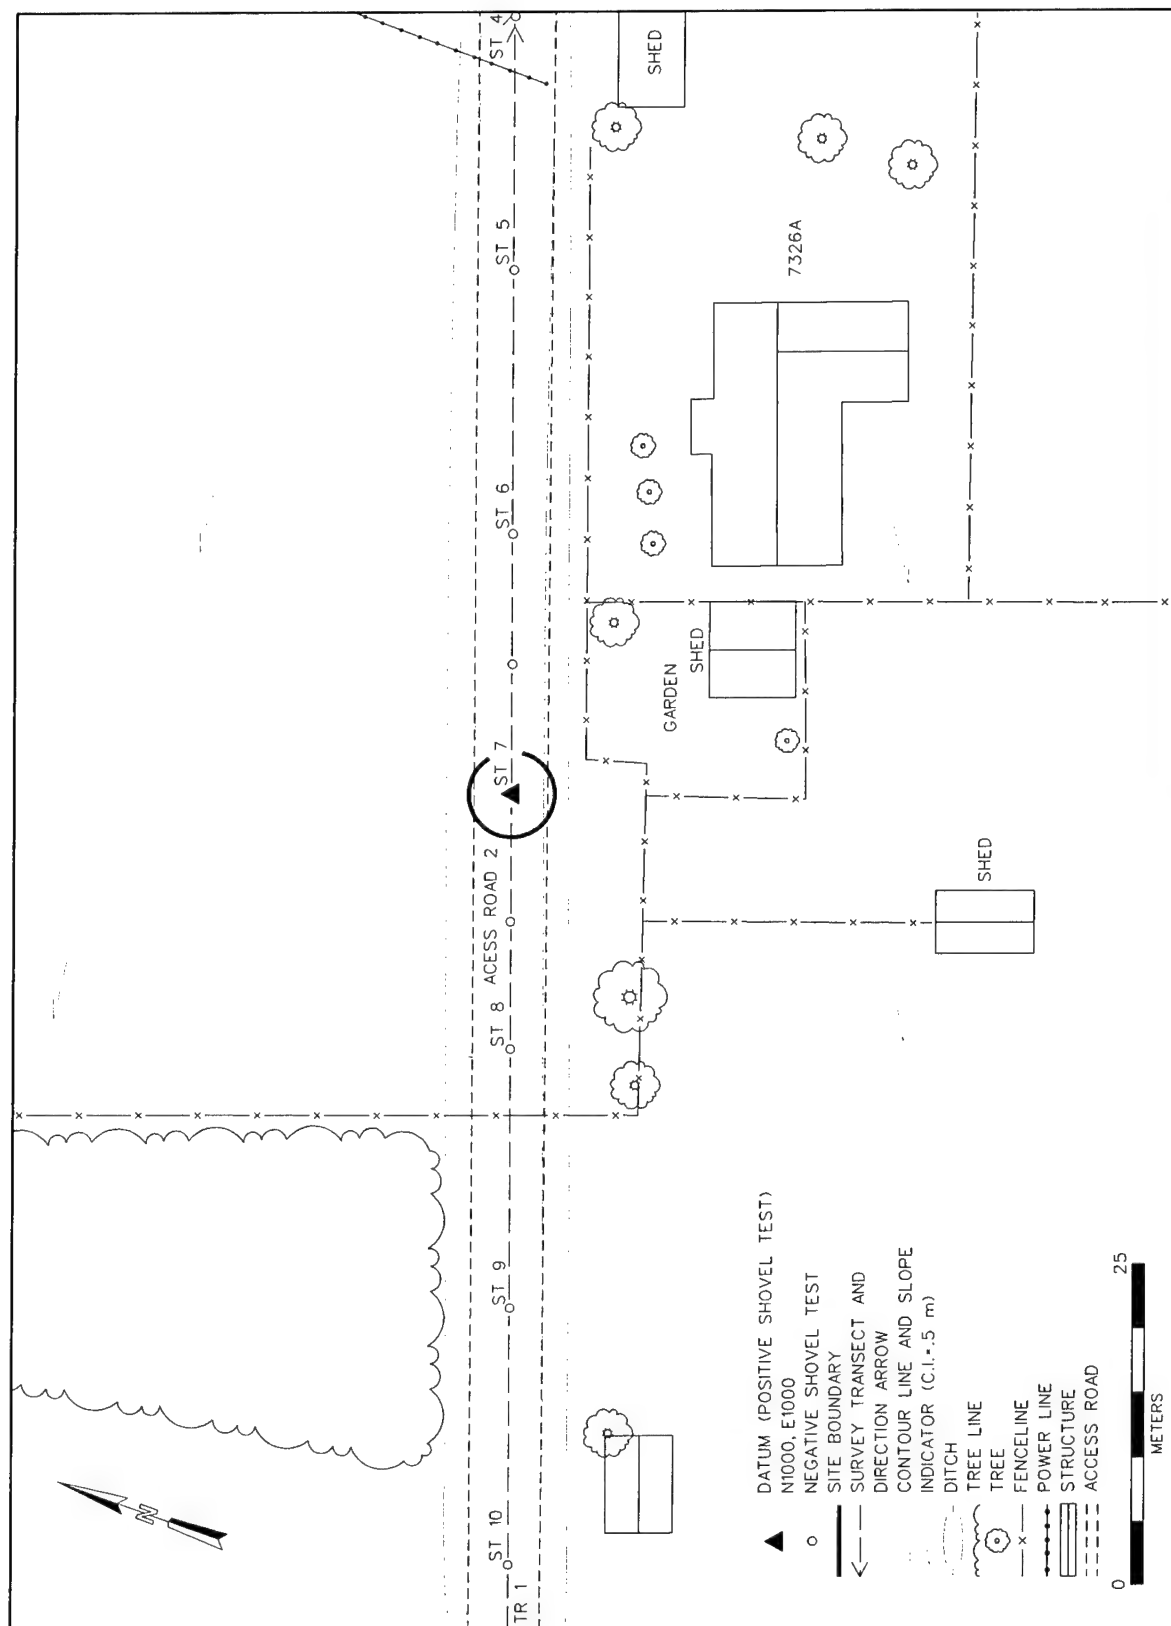 ST 4
SHED
ST 5
7326A
ST 6
SHED
GARDEN
ST 7
ACESS ROAD 2
SHED
ST 8
ST 9
ST 10
TR 1
N
DATUM (POSITIVE SHOVEL TEST)
N1000, E1000
NEGATIVE SHOVEL TEST
SITE BOUNDARY
SURVEY TRANSECT AND
DIRECTION ARROW
CONTOUR LINE AND SLOPE
INDICATOR (C.I.=.5 m)
DITCH
TREE LINE
TREE
FENCELINE
POWER LINE
STRUCTURE
ACCESS ROAD
0 25
METERS